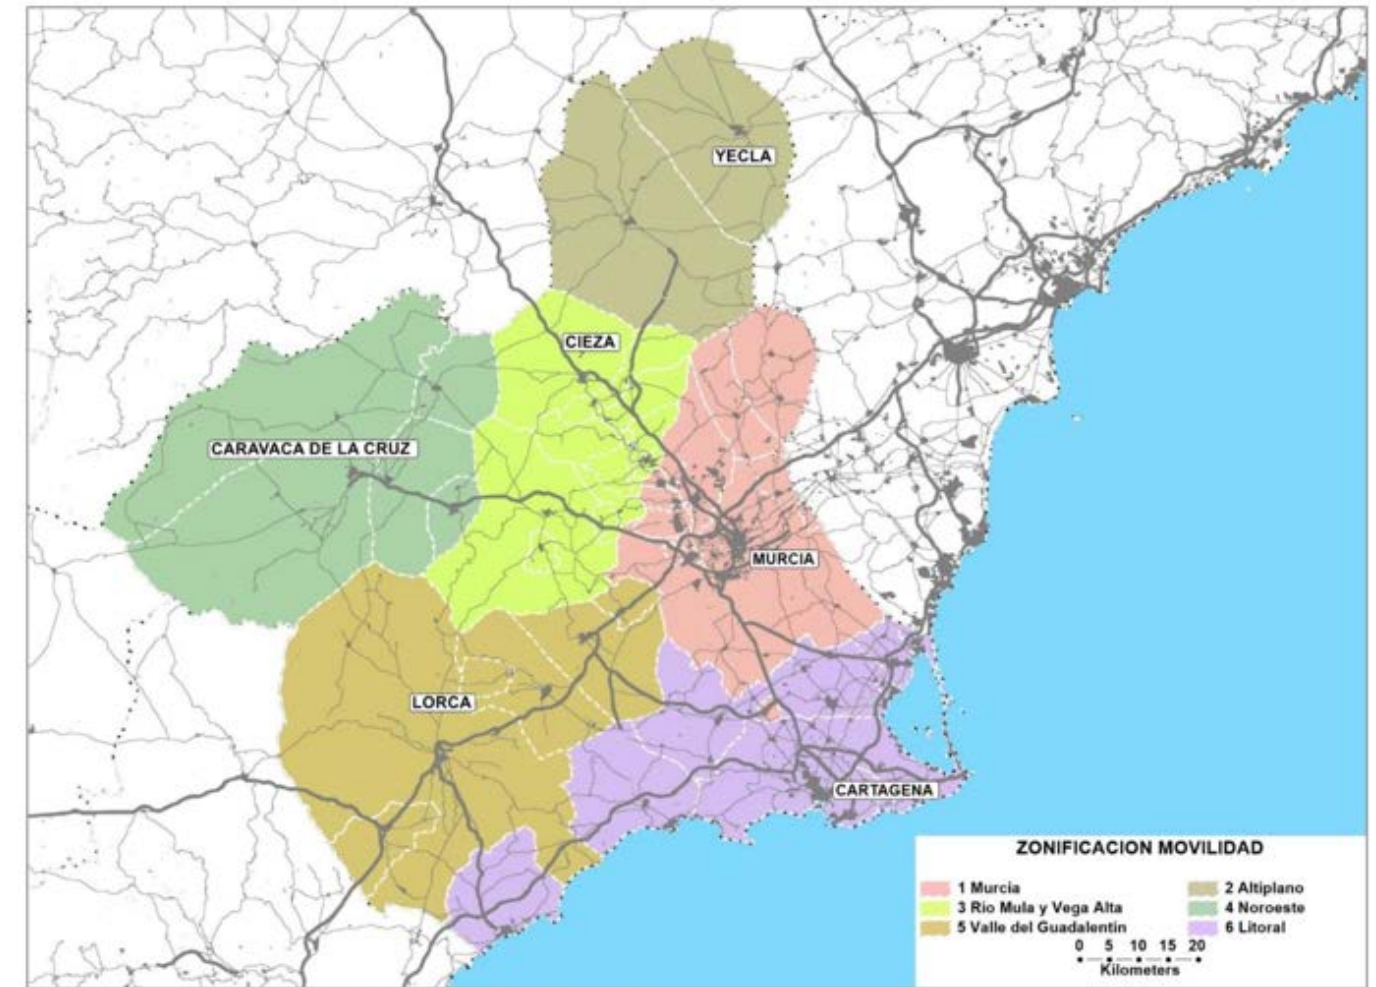 YECLA
CIEZA
CARAVACA DE LA CRUZ
MURCIA
LORCA
CARTAGENA
ZONIFICACION MOVILIDAD
1 Murcia 2 Altiplano
3 Rio Mula y Vega Alta 4 Noroeste
5 Valle del Guadalentin 6 Litoral
0 5 10 15 20
Kilometers